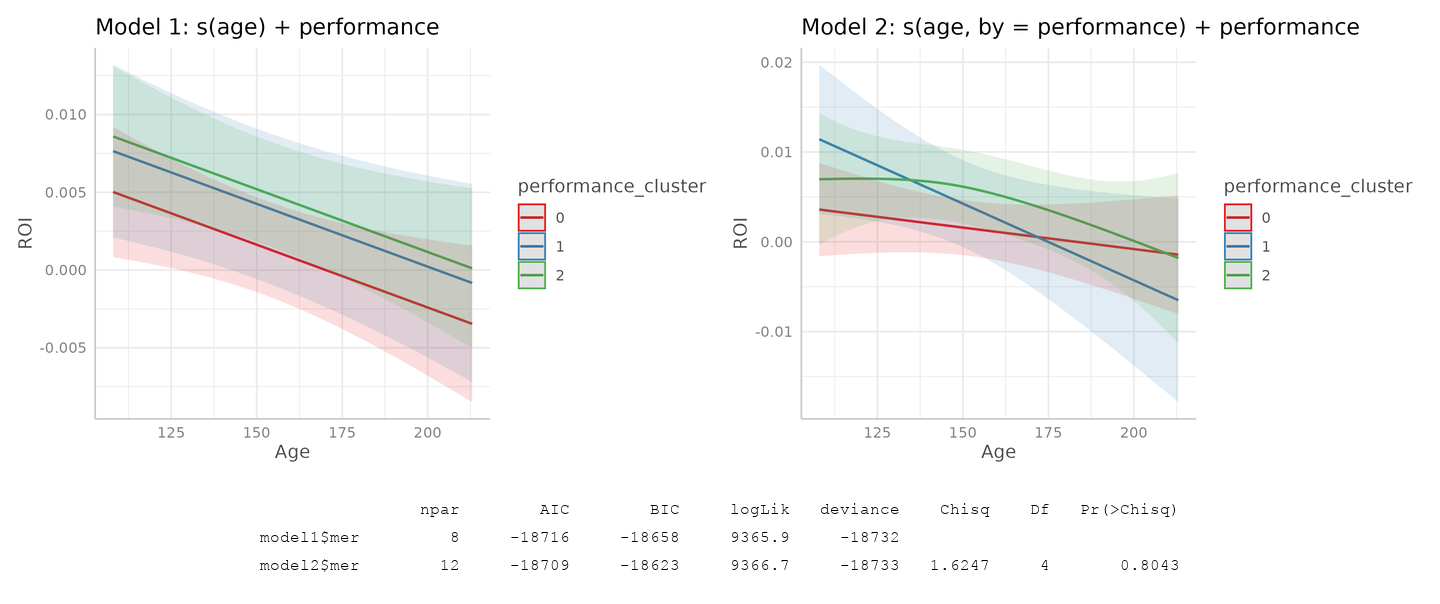 Model 1: s(age) + performance
0.010
0.005
0.000
-0.005
ROI
125 150 175 200
Age
performance_cluster
0
1
2
Model 2: s(age, by = performance) + performance
0.02
0.01
0.00
-0.01
ROI
125 150 175 200
Age
performance_cluster
0
1
2
npar AIC BIC logLik deviance Chisq Df Pr(>Chisq)
model1$mer 8 -18716 -18658 9365.9 -18732
model2$mer 12 -18709 -18623 9366.7 -18733 1.6247 4 0.8043